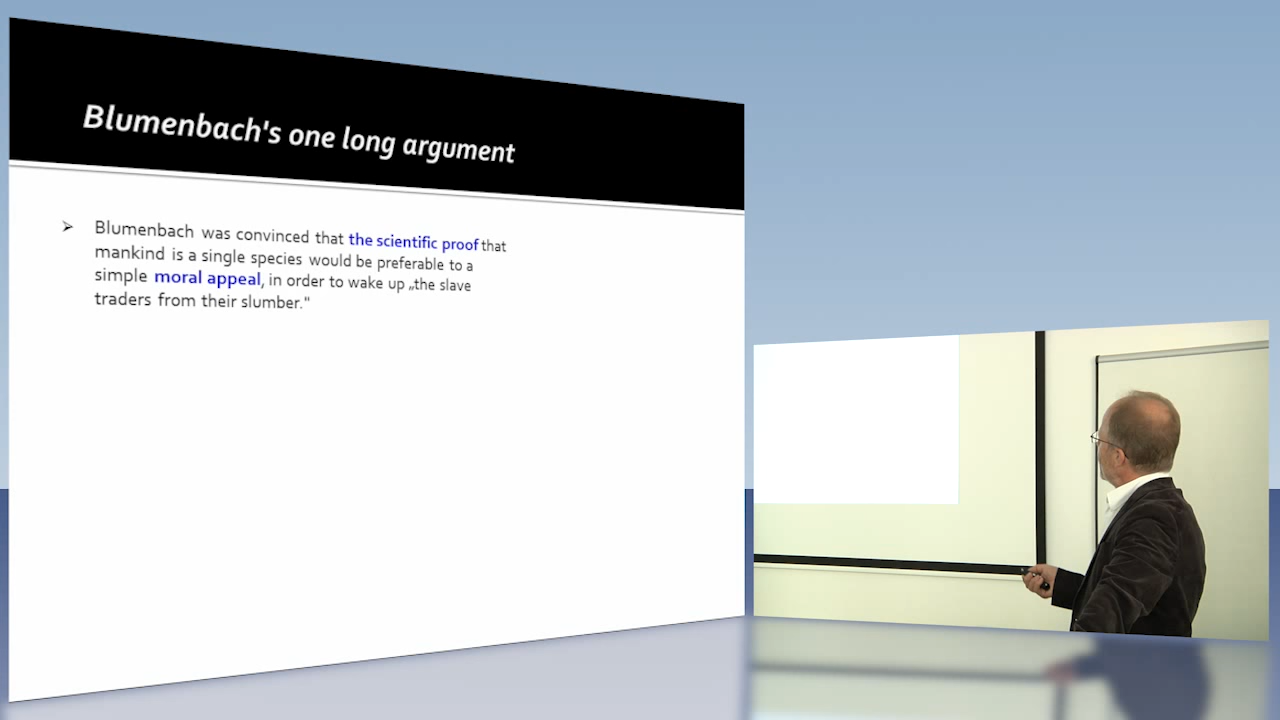 Blumenbach's one long argument
➢ Blumenbach was convinced that the scientific proof that
mankind is a single species would be preferable to a
simple moral appeal, in order to wake up „the slave
traders from their slumber."